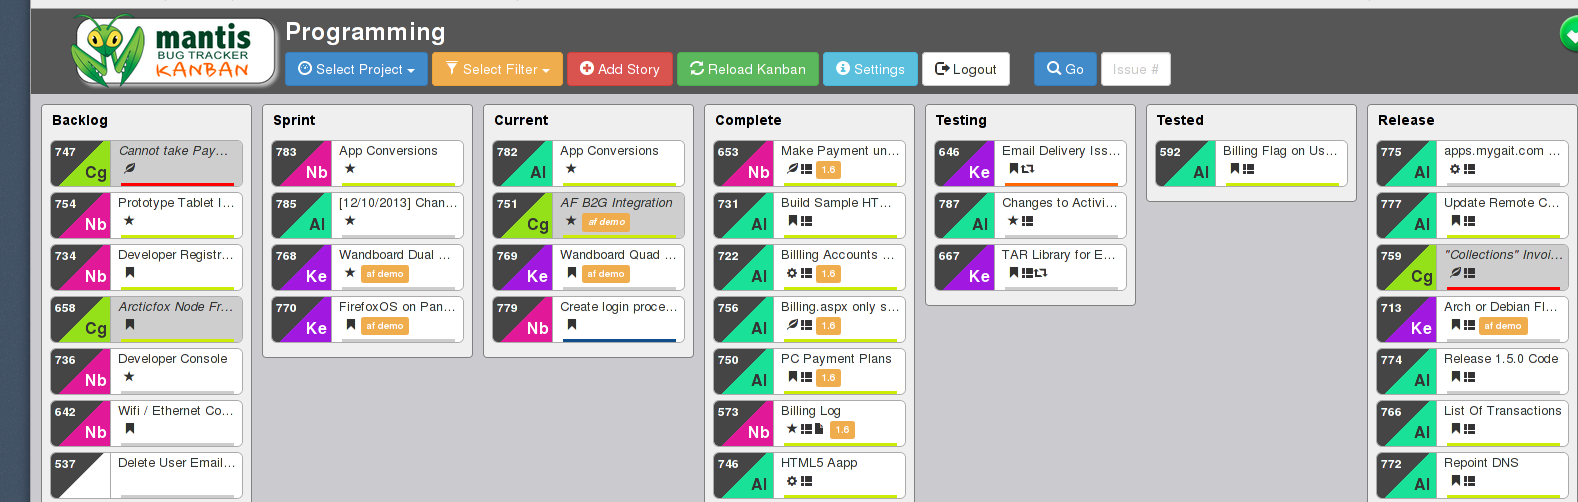 Programming
mantis
BUG TRACKER
KANBAN
Select Project
Select Filter
Add Story
Reload Kanban
Settings
Logout
Go
Issue #
Backlog
747 Cg Cannot take Pay...
754 Nb Prototype Tablet I...
734 Nb Developer Registr...
658 Cg Arcticfox Node Fr...
736 Nb Developer Console
642 Nb Wifi / Ethernet Co...
537 Delete User Email...
Sprint
783 Nb App Conversions
785 Al [12/10/2013] Chan...
768 Ke Wandboard Dual ...
af demo
770 Ke FirefoxOS on Pan...
af demo
Current
782 Al App Conversions
751 Cg AF B2G Integration
af demo
769 Ke Wandboard Quad ...
af demo
779 Nb Create login proce...
Complete
653 Nb Make Payment un...
1.6
731 Al Build Sample HT...
722 Al Billling Accounts ...
1.6
756 Al Billing.aspx only s...
1.6
750 Al PC Payment Plans
1.6
573 Nb Billing Log
1.6
746 Al HTML5 Aapp
Testing
646 Ke Email Delivery Iss...
787 Al Changes to Activi...
667 Ke TAR Library for E...
Tested
592 Al Billing Flag on Us...
Release
775 Al apps.mygait.com ...
777 Al Update Remote C...
759 Cg "Collections" Invoi...
713 Ke Arch or Debian Fl...
af demo
774 Al Release 1.5.0 Code
766 Al List Of Transactions
772 Al Repoint DNS